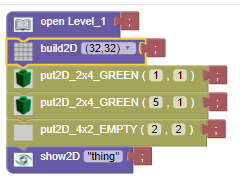 open Level_1 ;
build2D (32,32) ;
put2D_2x4_GREEN ( 1 , 1 ) ;
put2D_2x4_GREEN ( 5 , 1 ) ;
put2D_4x2_EMPTY ( 2 , 2 ) ;
show2D "thing" ;